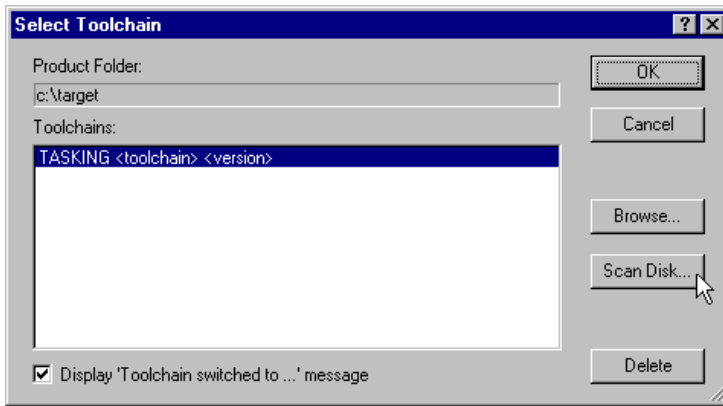 Select Toolchain
Product Folder:
OK
c:\target
Toolchains:
Cancel
TASKING <toolchain> <version>
Browse...
Scan Disk...
Display 'Toolchain switched to ...' message
Delete